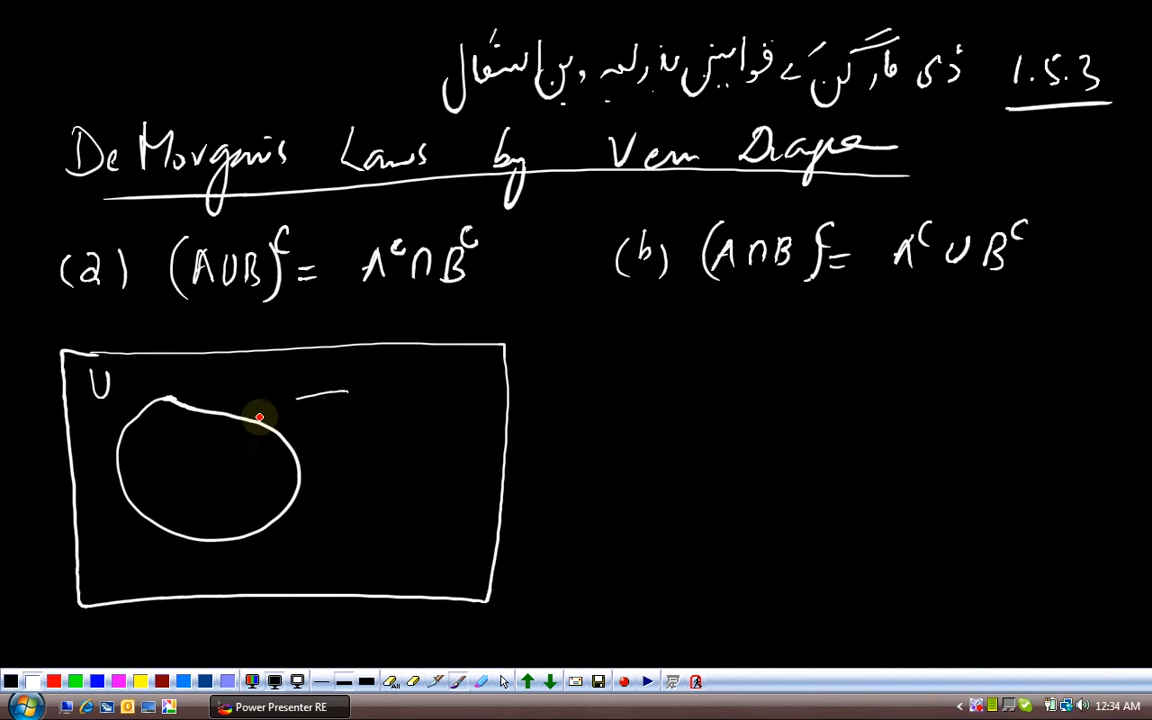 1.5.3 ڈی مارگن کے قوانین بذریعہ وین اشکال
De Morgan's Laws by Venn
(a) (A∪B)ᶜ = Aᶜ∩Bᶜ (b) (A∩B)ᶜ = Aᶜ∪Bᶜ
U
Power Presenter RE
12:34 AM